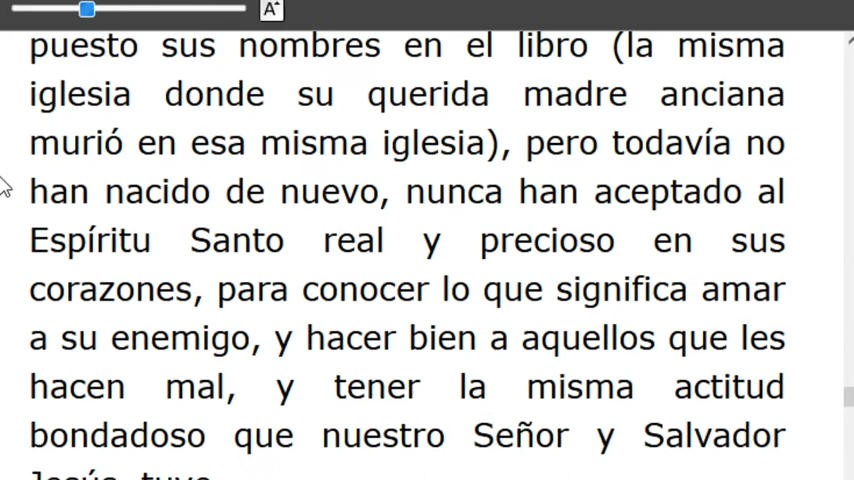 A
puesto sus nombres en el libro (la misma
iglesia donde su querida madre anciana
murió en esa misma iglesia), pero todavía no
han nacido de nuevo, nunca han aceptado al
Espíritu Santo real y precioso en sus
corazones, para conocer lo que significa amar
a su enemigo, y hacer bien a aquellos que les
hacen mal, y tener la misma actitud
bondadoso que nuestro Señor y Salvador
Jesús tuvo